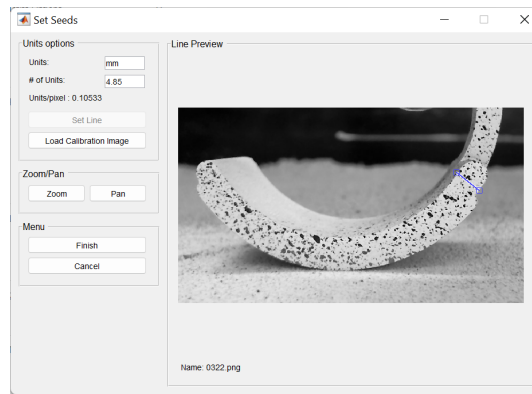 Set Seeds
Units options
Units:
mm
# of Units:
4.85
Units/pixel : 0.10533
Set Line
Load Calibration Image
Zoom/Pan
Zoom
Pan
Menu
Finish
Cancel
Line Preview
Name: 0322.png